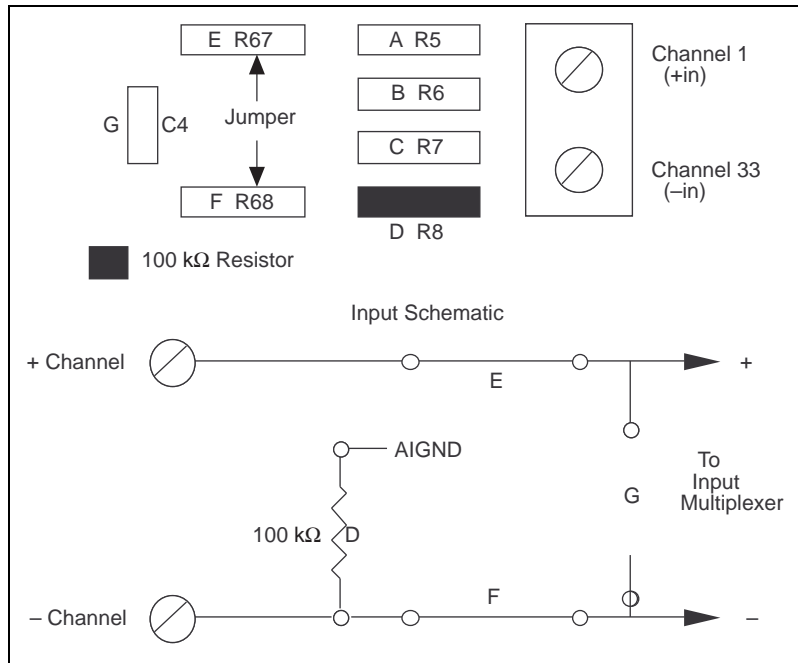 E R67
A R5
Channel 1
(+in)
B R6
G
C4
Jumper
C R7
Channel 33
(–in)
F R68
D R8
100 kΩ Resistor
Input Schematic
+ Channel
+
E
AIGND
To
Input
Multiplexer
G
100 kΩ
D
F
– Channel
–